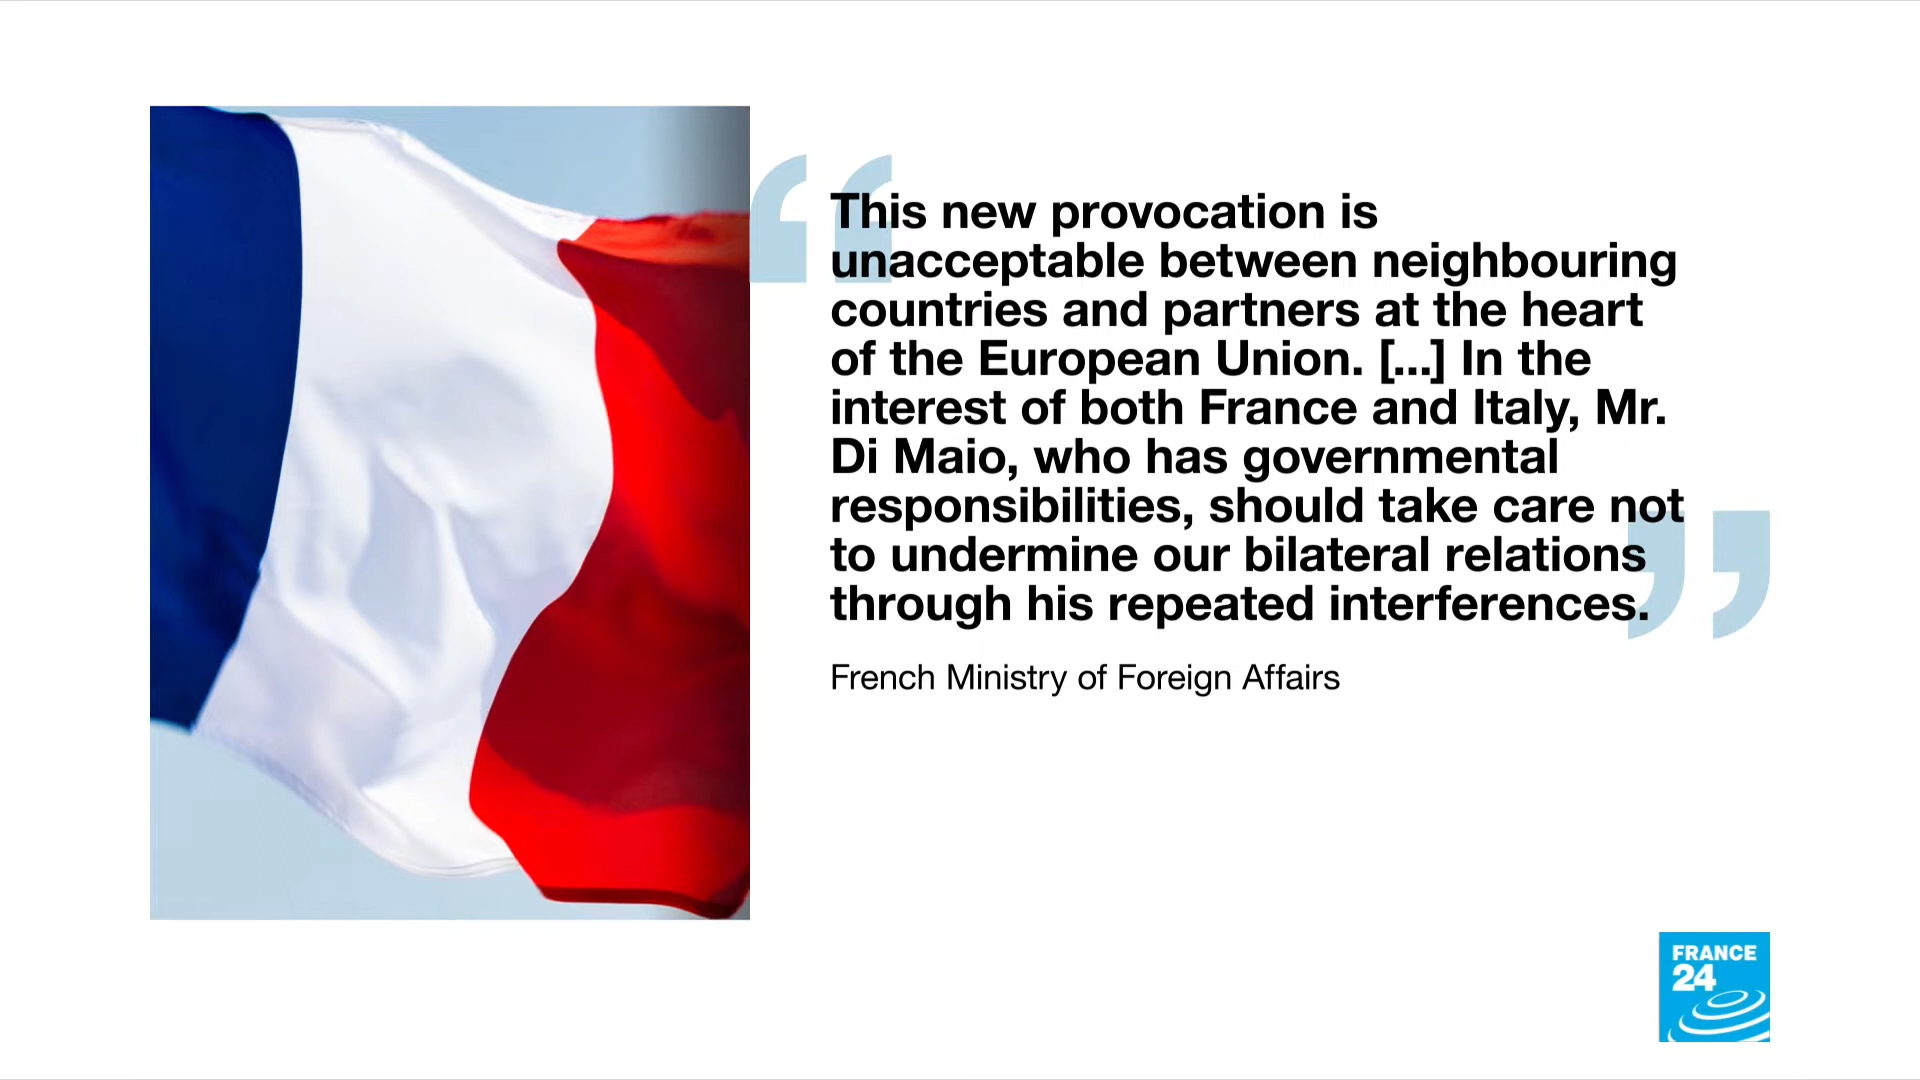 This new provocation is
unacceptable between neighbouring
countries and partners at the heart
of the European Union. [...] In the
interest of both France and Italy, Mr.
Di Maio, who has governmental
responsibilities, should take care not
to undermine our bilateral relations
through his repeated interferences.
French Ministry of Foreign Affairs
FRANCE
24